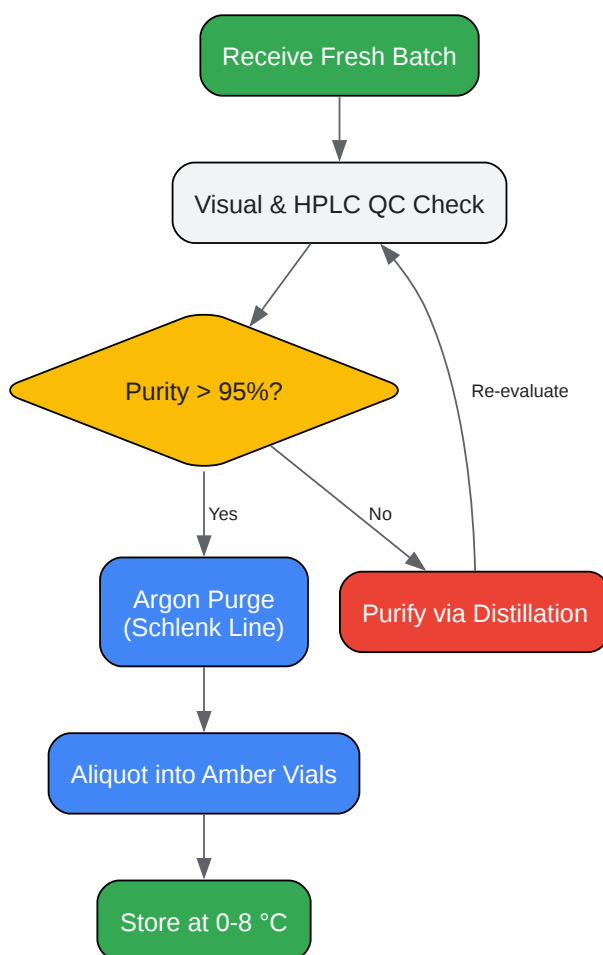 Receive Fresh Batch
Visual & HPLC QC Check
Purity > 95%?
Re-evaluate
Yes
No
Argon Purge
(Schlenk Line)
Purify via Distillation
Aliquot into Amber Vials
Store at 0-8 °C